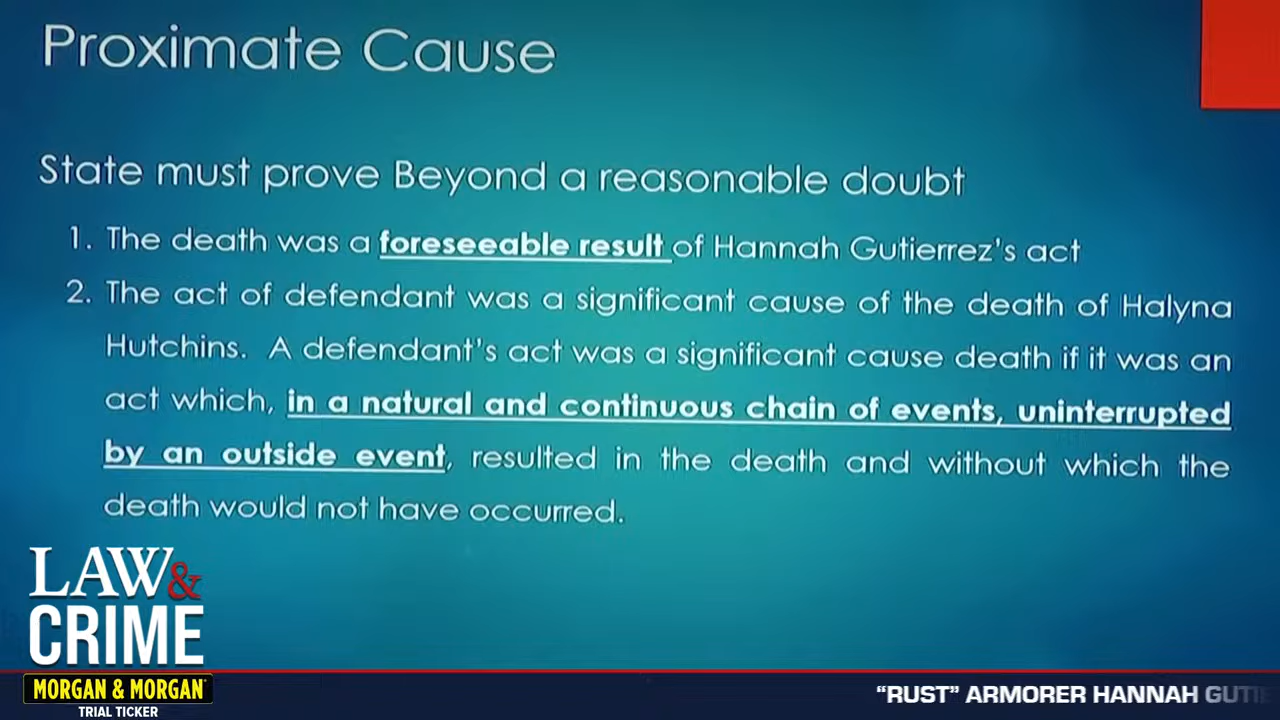 Proximate Cause
State must prove Beyond a reasonable doubt
1. The death was a foreseeable result of Hannah Gutierrez's act
2. The act of defendant was a significant cause of the death of Halyna
Hutchins. A defendant's act was a significant cause death if it was an
act which, in a natural and continuous chain of events, uninterrupted
by an outside event, resulted in the death and without which the
death would not have occurred.
LAW&
CRIME
MORGAN & MORGAN
TRIAL TICKER
"RUST" ARMORER HANNAH GUTIE